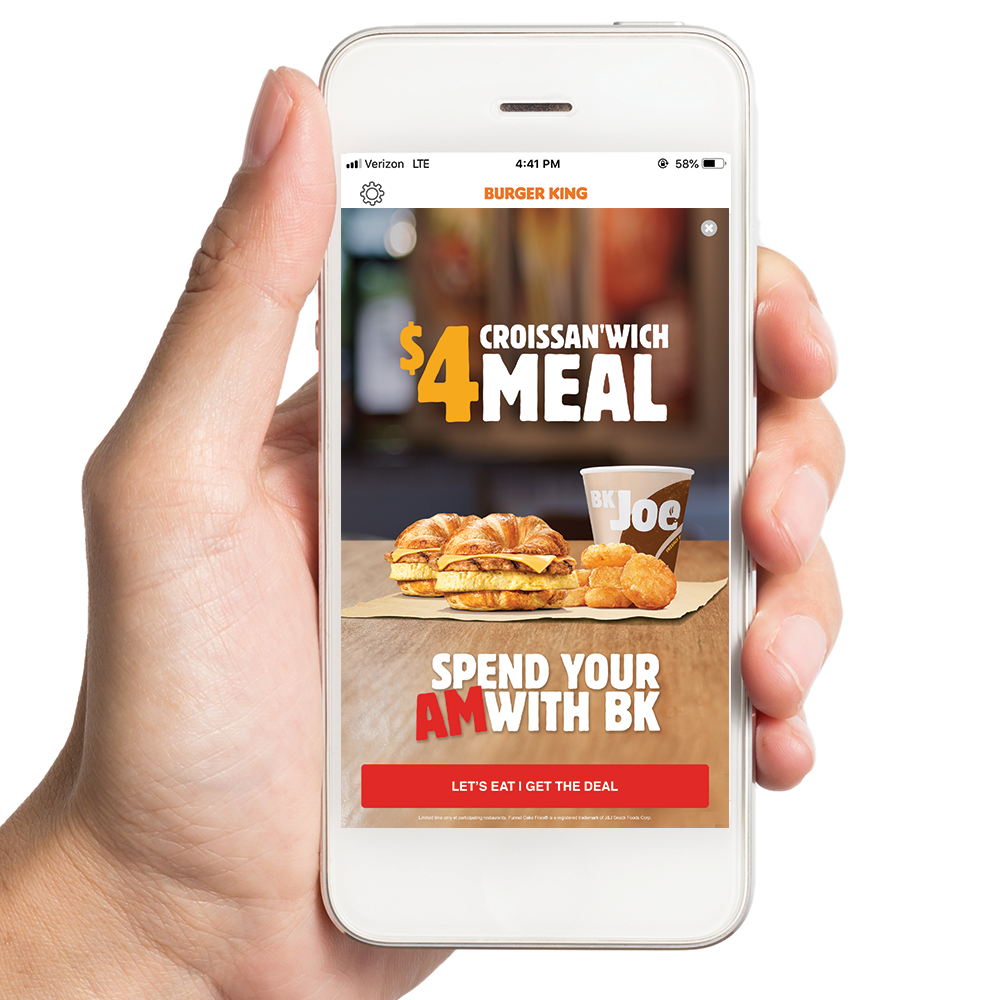 Verizon LTE 4:41 PM 58%
BURGER KING
$4 CROISSAN'WICH
MEAL
BK Joe
SPEND YOUR
AM WITH BK
LET'S EAT I GET THE DEAL
Limited time only at participating restaurants. Funnel Cake Fries® is a registered trademark of J&J Snack Foods Corp.